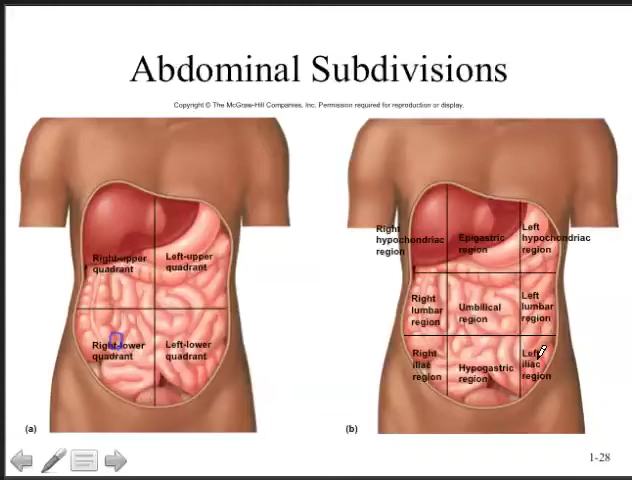 Abdominal Subdivisions
Copyright © The McGraw-Hill Companies, Inc. Permission required for reproduction or display.
Right-upper
quadrant
Left-upper
quadrant
Right-lower
quadrant
Left-lower
quadrant
(a)
Right
hypochondriac
region
Epigastric
region
Left
hypochondriac
region
Right
lumbar
region
Umbilical
region
Left
lumbar
region
Right
iliac
region
Hypogastric
region
Left
iliac
region
(b)
1-28